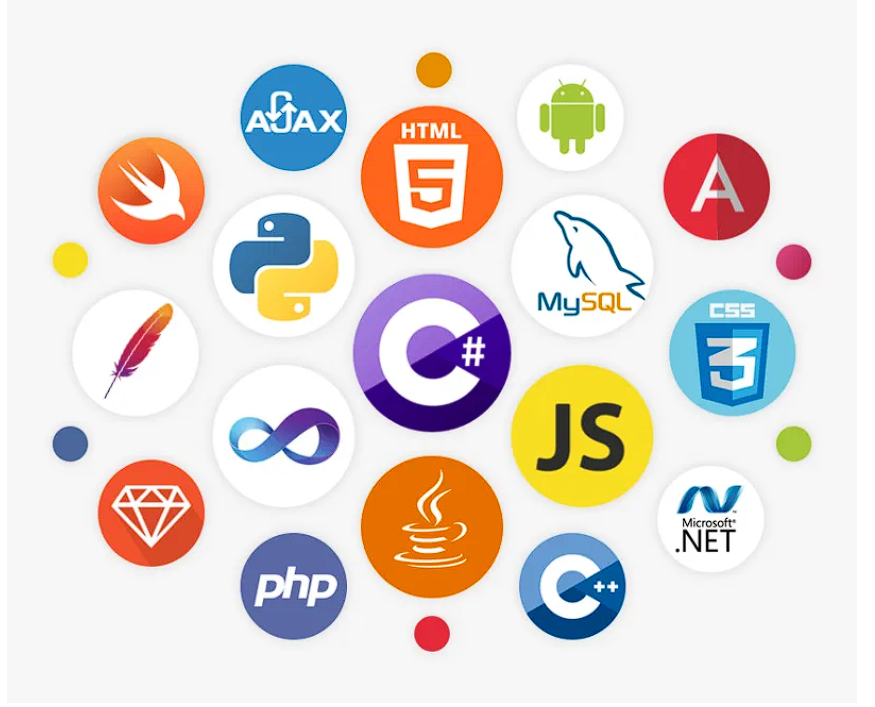 AJAX
HTML
5
A
MySQL
C#
CSS
3
JS
Microsoft®
.NET
php
C++